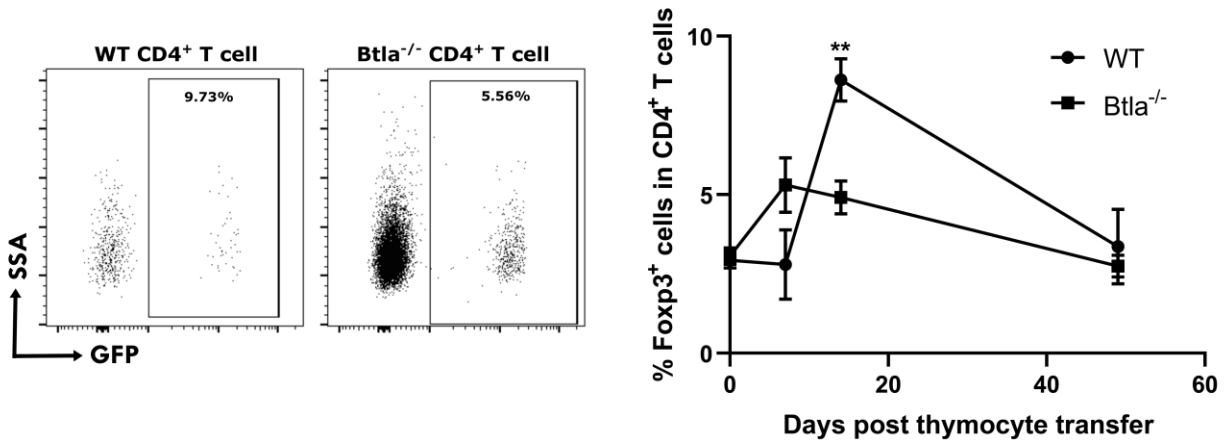 WT CD4⁺ T cell
Btla⁻/⁻ CD4⁺ T cell
9.73%
5.56%
SSA
GFP
% Foxp3⁺ cells in CD4⁺ T cells
10
5
0
**
WT
Btla⁻/⁻
0
20
40
60
Days post thymocyte transfer